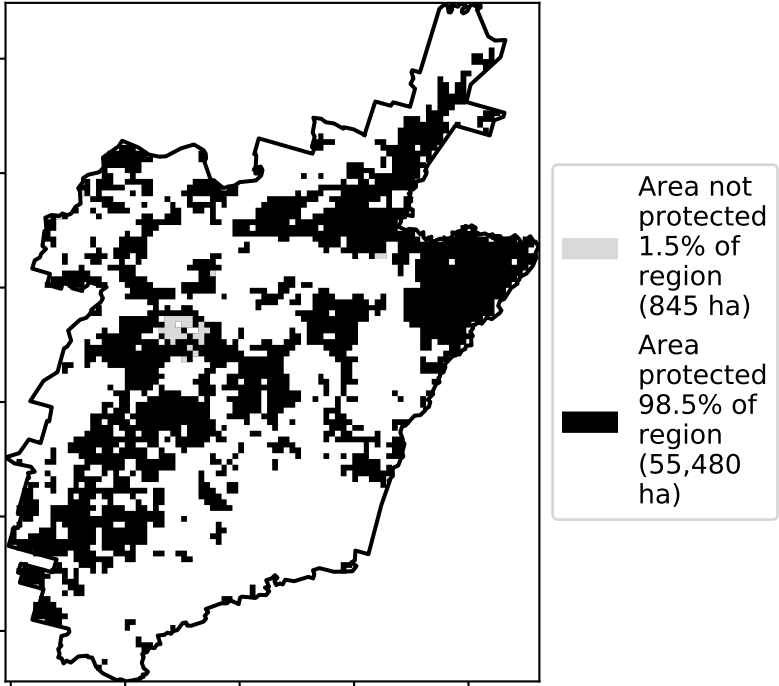 Area not
protected
1.5% of
region
(845 ha)
Area
protected
98.5% of
region
(55,480
ha)